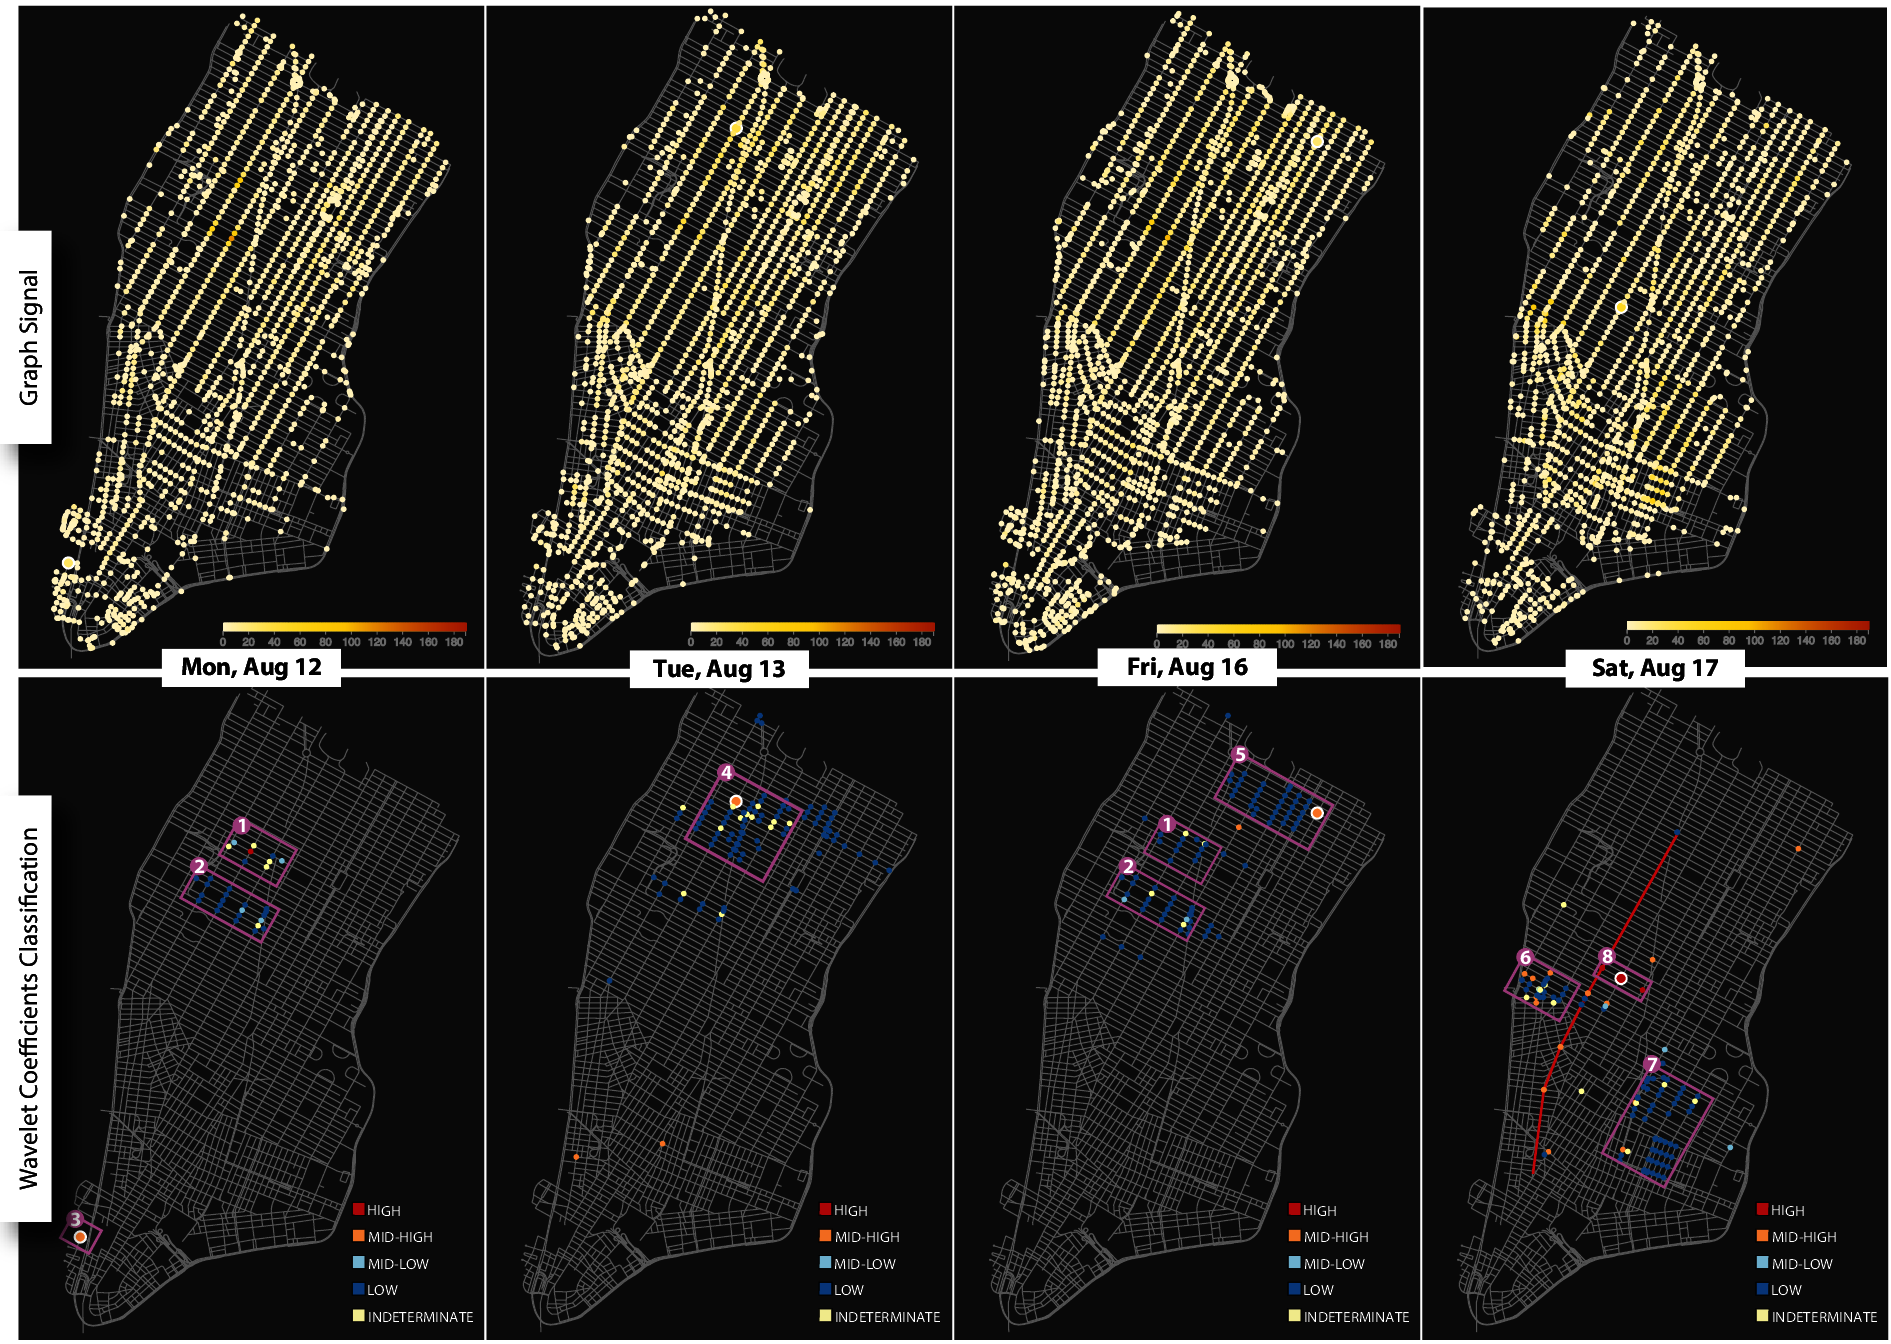 Graph Signal
0 20 40 60 80 100 120 140 160 180
0 20 40 60 80 100 120 140 160 180
0 20 40 60 80 100 120 140 160 180
0 20 40 60 80 100 120 140 160 180
Mon, Aug 12
Tue, Aug 13
Fri, Aug 16
Sat, Aug 17
Wavelet Coefficients Classification
1
2
3
HIGH
MID-HIGH
MID-LOW
LOW
INDETERMINATE
4
HIGH
MID-HIGH
MID-LOW
LOW
INDETERMINATE
5
1
2
HIGH
MID-HIGH
MID-LOW
LOW
INDETERMINATE
6
8
7
HIGH
MID-HIGH
MID-LOW
LOW
INDETERMINATE